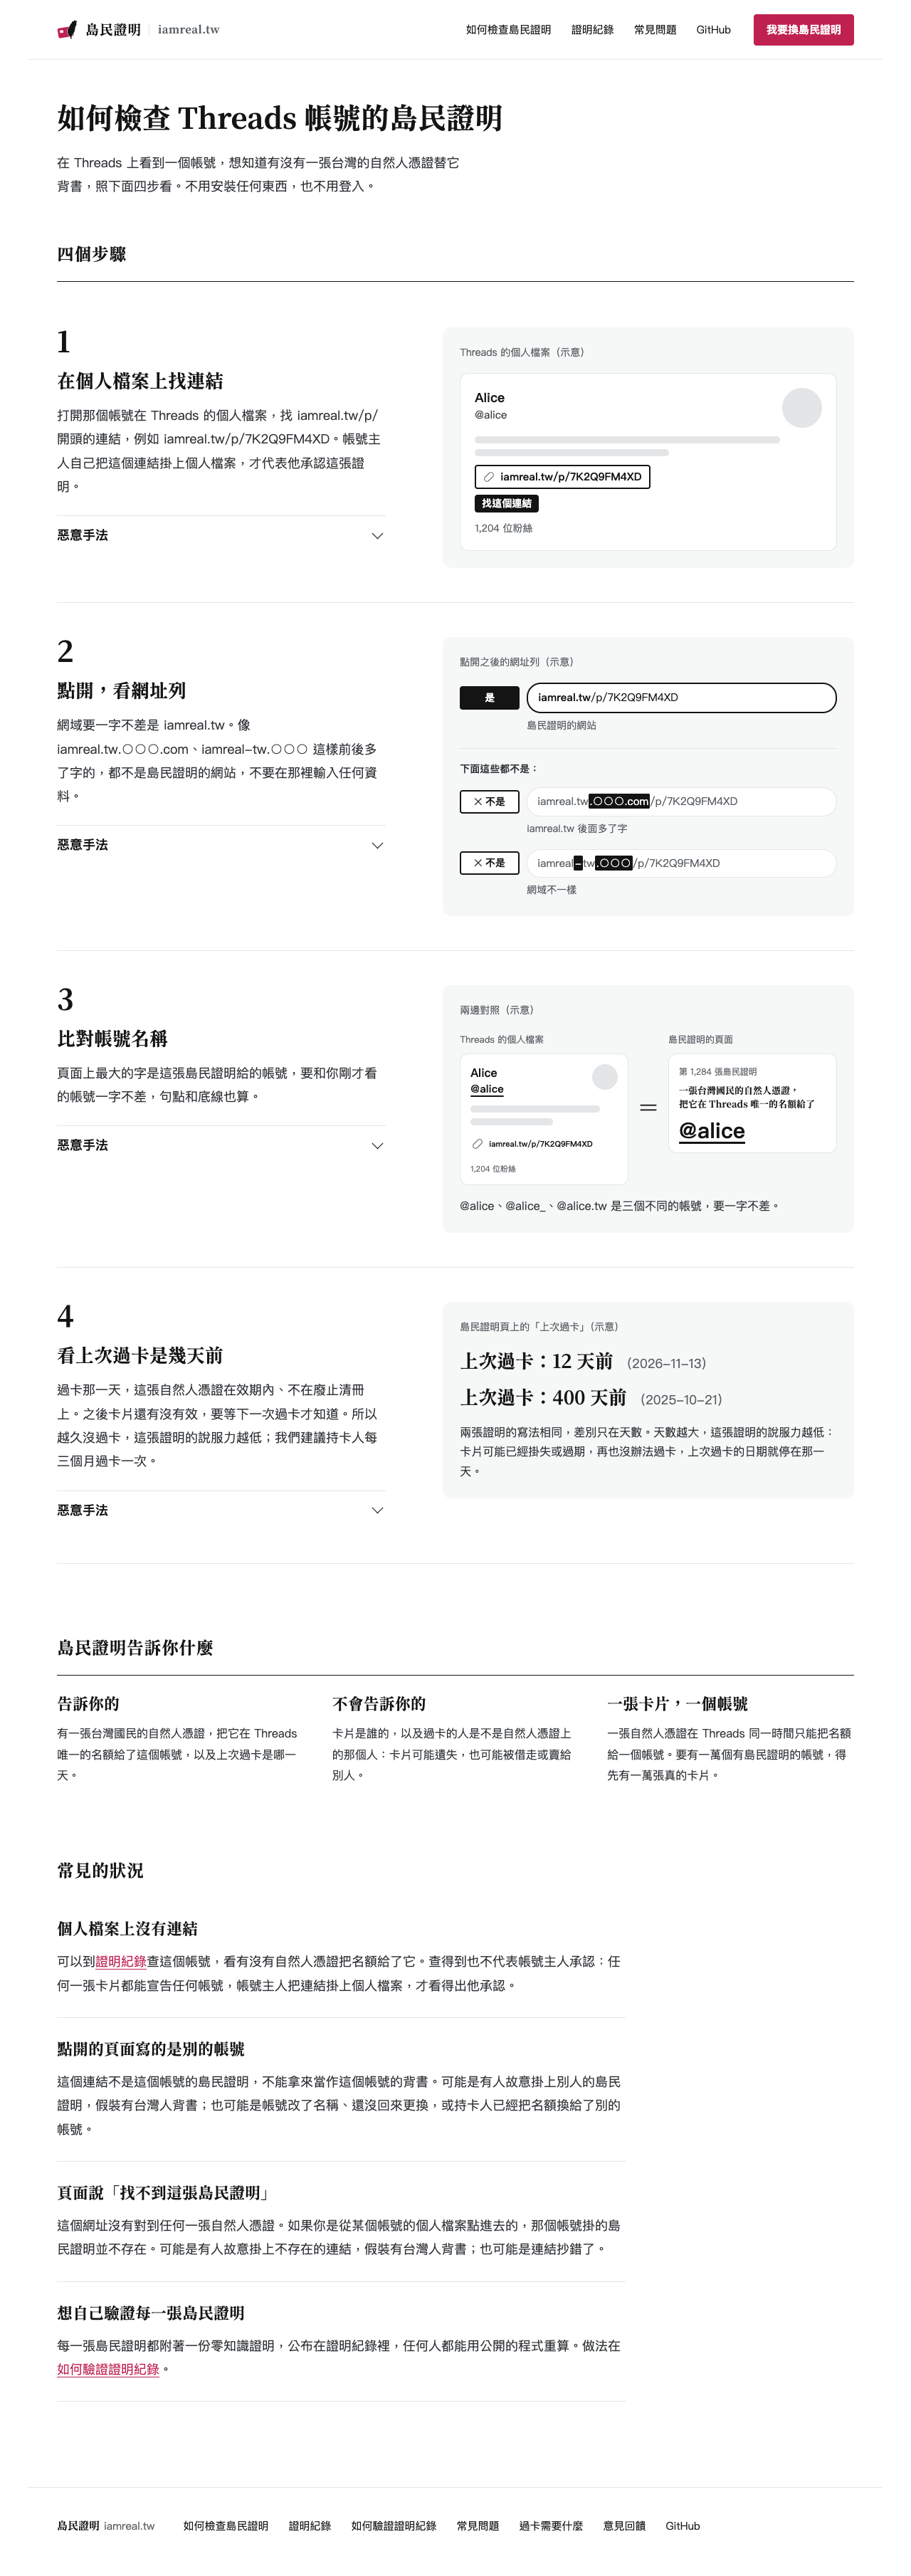 島民證明 iamreal.tw
如何檢查島民證明 證明紀錄 常見問題 GitHub 我要換島民證明
如何檢查 Threads 帳號的島民證明
在 Threads 上看到一個帳號，想知道有沒有一張台灣的自然人憑證替它
背書，照下面四步看。不用安裝任何東西，也不用登入。
四個步驟
1
在個人檔案上找連結
打開那個帳號在 Threads 的個人檔案，找 iamreal.tw/p/
開頭的連結，例如 iamreal.tw/p/7K2Q9FM4XD。帳號主
人自己把這個連結掛上個人檔案，才代表他承認這張證
明。
惡意手法
Threads 的個人檔案（示意）
Alice
@alice
iamreal.tw/p/7K2Q9FM4XD
找這個連結
1,204 位粉絲
2
點開，看網址列
網域要一字不差是 iamreal.tw。像
iamreal.tw.〇〇〇.com、iamreal-tw.〇〇〇 這樣前後多
了字的，都不是島民證明的網站，不要在那裡輸入任何資
料。
惡意手法
點開之後的網址列（示意）
是 iamreal.tw/p/7K2Q9FM4XD
島民證明的網站
下面這些都不是：
✕ 不是 iamreal.tw.〇〇〇.com/p/7K2Q9FM4XD
iamreal.tw 後面多了字
✕ 不是 iamreal-tw.〇〇〇/p/7K2Q9FM4XD
網域不一樣
3
比對帳號名稱
頁面上最大的字是這張島民證明給的帳號，要和你剛才看
的帳號一字不差，句點和底線也算。
惡意手法
兩邊對照（示意）
Threads 的個人檔案
Alice
@alice
iamreal.tw/p/7K2Q9FM4XD
1,204 位粉絲
=
島民證明的頁面
第 1,284 張島民證明
一張台灣國民的自然人憑證，
把它在 Threads 唯一的名額給了
@alice
@alice、@alice_、@alice.tw 是三個不同的帳號，要一字不差。
4
看上次過卡是幾天前
過卡那一天，這張自然人憑證在效期內、不在廢止清冊
上。之後卡片還有沒有效，要等下一次過卡才知道。所以
越久沒過卡，這張證明的說服力越低；我們建議持卡人每
三個月過卡一次。
惡意手法
島民證明頁上的「上次過卡」（示意）
上次過卡：12 天前 （2026-11-13）
上次過卡：400 天前 （2025-10-21）
兩張證明的寫法相同，差別只在天數。天數越大，這張證明的說服力越低：
卡片可能已經掛失或過期，再也沒辦法過卡，上次過卡的日期就停在那一
天。
島民證明告訴你什麼
告訴你的
有一張台灣國民的自然人憑證，把它在 Threads
唯一的名額給了這個帳號，以及上次過卡是哪一
天。
不會告訴你的
卡片是誰的，以及過卡的人是不是自然人憑證上
的那個人：卡片可能遺失，也可能被借走或賣給
別人。
一張卡片，一個帳號
一張自然人憑證在 Threads 同一時間只能把名額
給一個帳號。要有一萬個有島民證明的帳號，得
先有一萬張真的卡片。
常見的狀況
個人檔案上沒有連結
可以到證明紀錄查這個帳號，看有沒有自然人憑證把名額給了它。查得到也不代表帳號主人承認：任
何一張卡片都能宣告任何帳號，帳號主人把連結掛上個人檔案，才看得出他承認。
點開的頁面寫的是別的帳號
這個連結不是這個帳號的島民證明，不能拿來當作這個帳號的背書。可能是有人故意掛上別人的島民
證明，假裝有台灣人背書；也可能是帳號改了名稱、還沒回來更換，或持卡人已經把名額換給了別的
帳號。
頁面說「找不到這張島民證明」
這個網址沒有對到任何一張自然人憑證。如果你是從某個帳號的個人檔案點進去的，那個帳號掛的島
民證明並不存在。可能是有人故意掛上不存在的連結，假裝有台灣人背書；也可能是連結抄錯了。
想自己驗證每一張島民證明
每一張島民證明都附著一份零知識證明，公布在證明紀錄裡，任何人都能用公開的程式重算。做法在
如何驗證證明紀錄。
島民證明 iamreal.tw 如何檢查島民證明 證明紀錄 如何驗證證明紀錄 常見問題 過卡需要什麼 意見回饋 GitHub